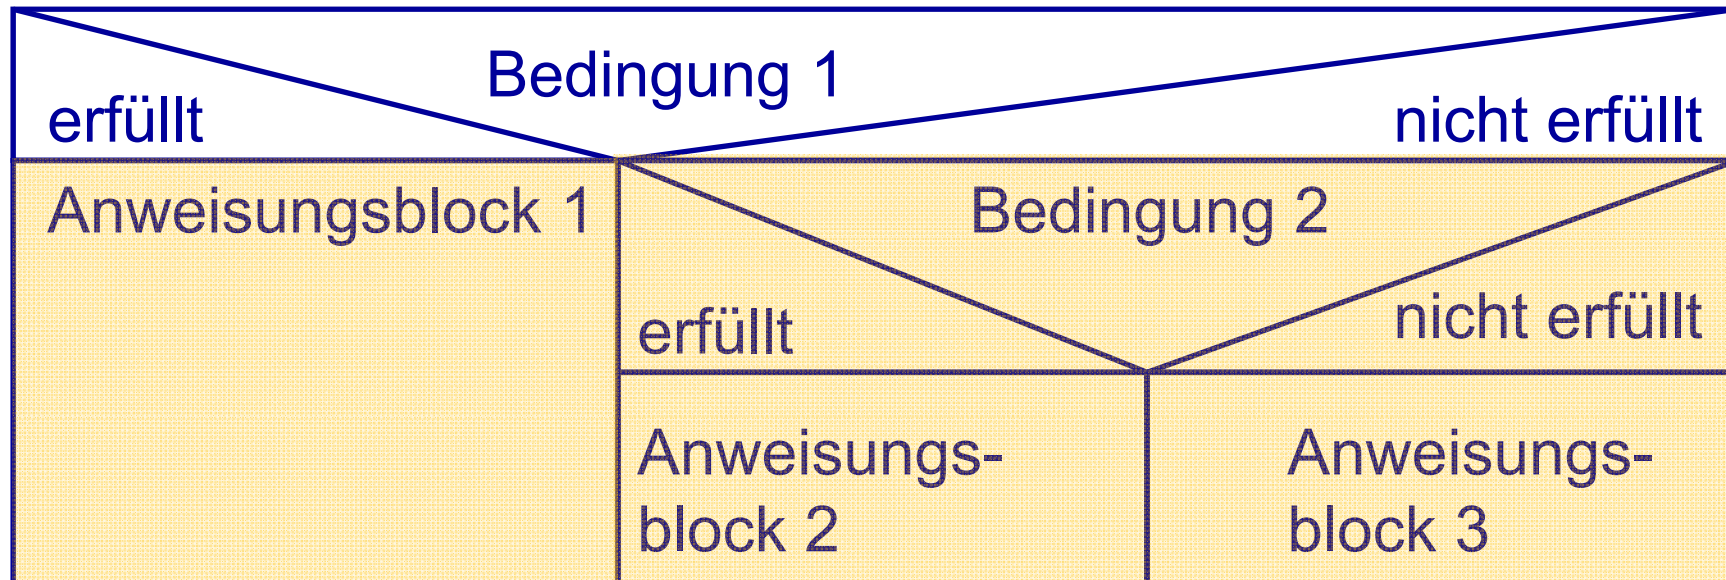 Bedingung 1
erfüllt
nicht erfüllt
Anweisungsblock 1
Bedingung 2
erfüllt
nicht erfüllt
Anweisungs-
block 2
Anweisungs-
block 3